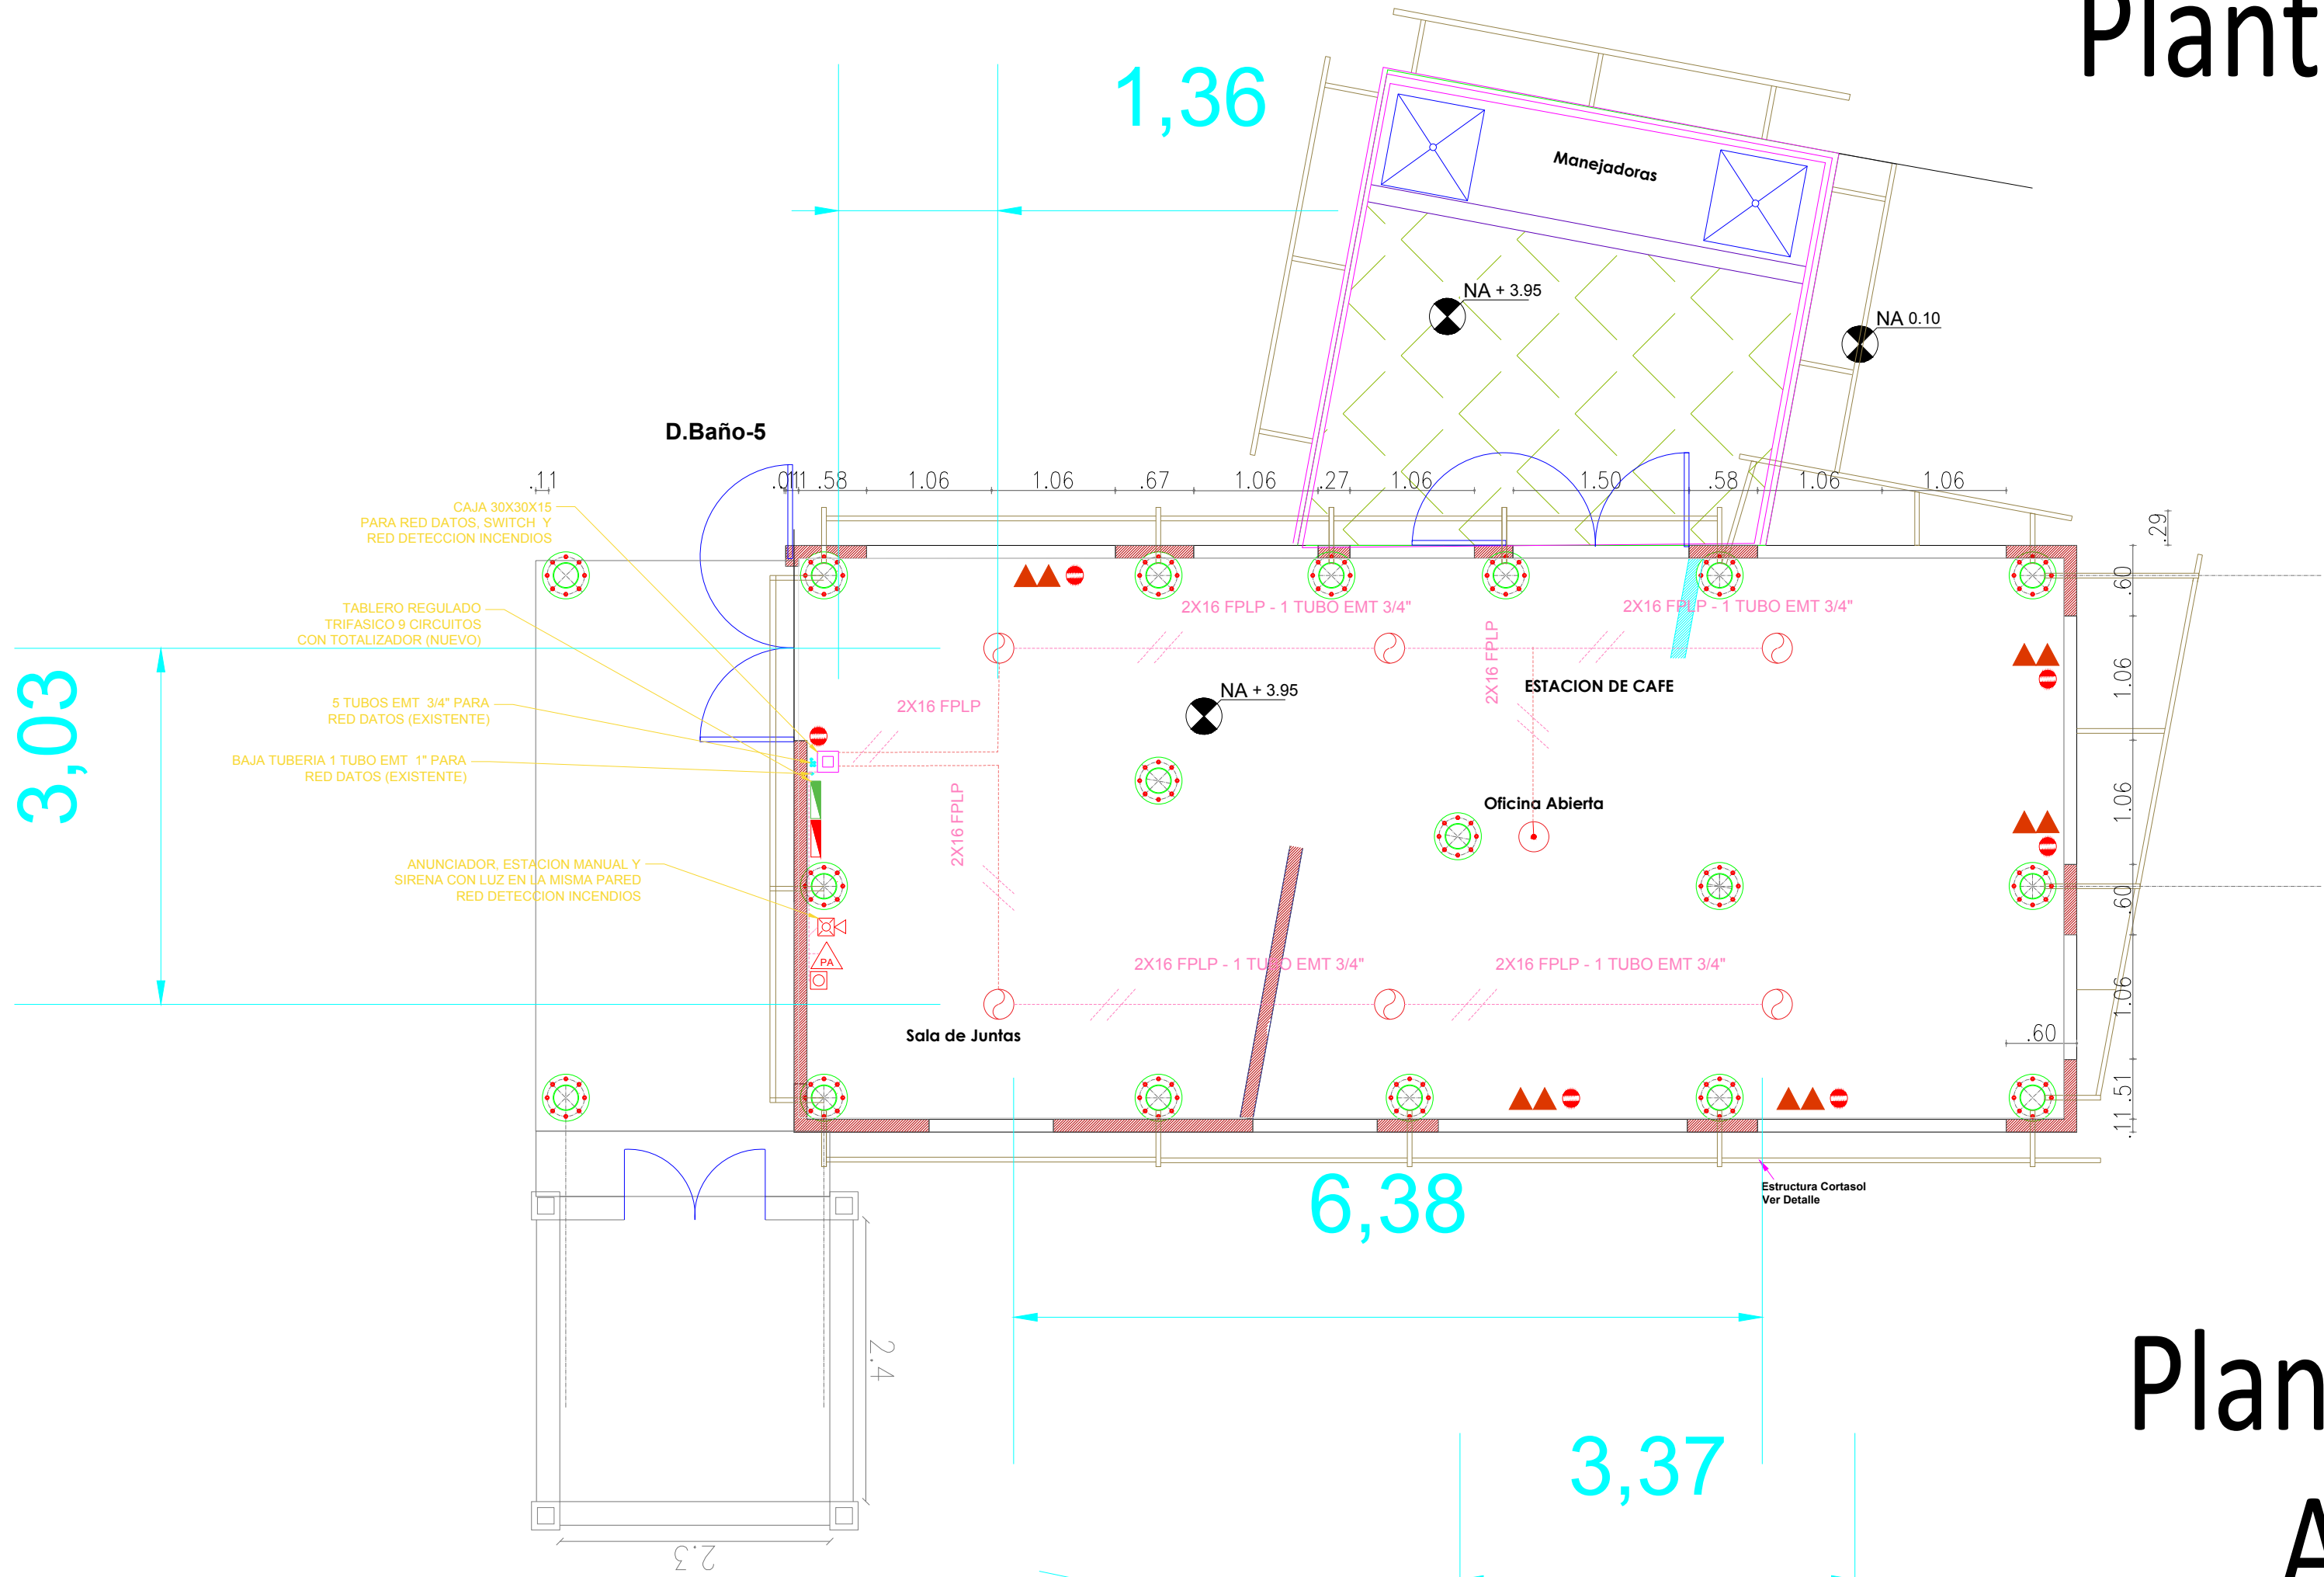 Plant
1,36
Manejadoras
NA + 3.95
NA 0.10
D.Baño-5
.11
.01
.11
.58
1.06
1.06
.67
1.06
.27
1.06
1.50
.58
1.06
1.06
.29
CAJA 30X30X15
PARA RED DATOS, SWITCH Y
RED DETECCION INCENDIOS
TABLERO REGULADO
TRIFASICO 9 CIRCUITOS
CON TOTALIZADOR (NUEVO)
5 TUBOS EMT 3/4" PARA
RED DATOS (EXISTENTE)
BAJA TUBERIA 1 TUBO EMT 1" PARA
RED DATOS (EXISTENTE)
ANUNCIADOR, ESTACION MANUAL Y
SIRENA CON LUZ EN LA MISMA PARED
RED DETECCION INCENDIOS
3,03
2X16 FPLP - 1 TUBO EMT 3/4"
2X16 FPLP - 1 TUBO EMT 3/4"
2X16 FPLP
2X16 FPLP
2X16 FPLP
NA + 3.95
ESTACION DE CAFE
Oficina Abierta
PA
2X16 FPLP - 1 TUBO EMT 3/4"
2X16 FPLP - 1 TUBO EMT 3/4"
Sala de Juntas
.60
1.06
1.06
.60
1.06
.60
.51
.11
6,38
Estructura Cortasol
Ver Detalle
2.4
2.3
3,37
Plan
A